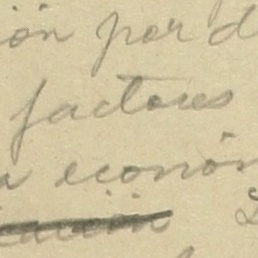 ión por d
factores
a económ